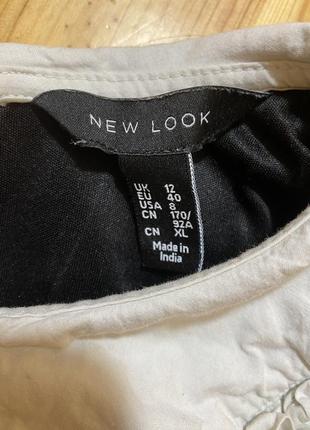 NEW LOOK
UK 12
EU 40
USA 8
CN 170/
92A
CN XL
Made in
India